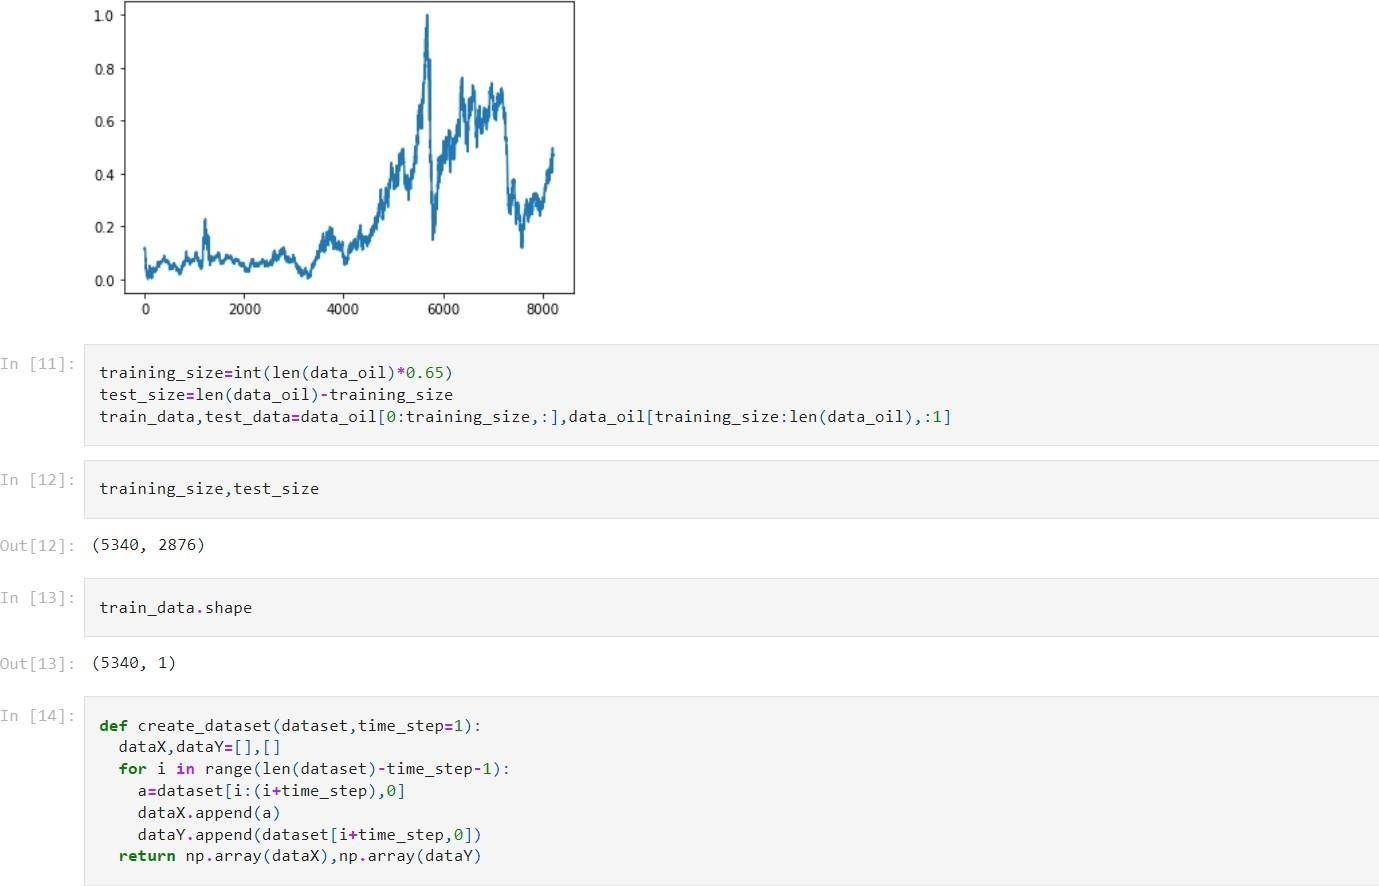 1.0
0.8
0.6
0.4
0.2
0.0
0 2000 4000 6000 8000
In [11]:
training_size=int(len(data_oil)*0.65)
test_size=len(data_oil)-training_size
train_data,test_data=data_oil[0:training_size,:],data_oil[training_size:len(data_oil),:1]
In [12]:
training_size,test_size
Out[12]: (5340, 2876)
In [13]:
train_data.shape
Out[13]: (5340, 1)
In [14]:
def create_dataset(dataset,time_step=1):
  dataX,dataY=[],[]
  for i in range(len(dataset)-time_step-1):
    a=dataset[i:(i+time_step),0]
    dataX.append(a)
    dataY.append(dataset[i+time_step,0])
  return np.array(dataX),np.array(dataY)